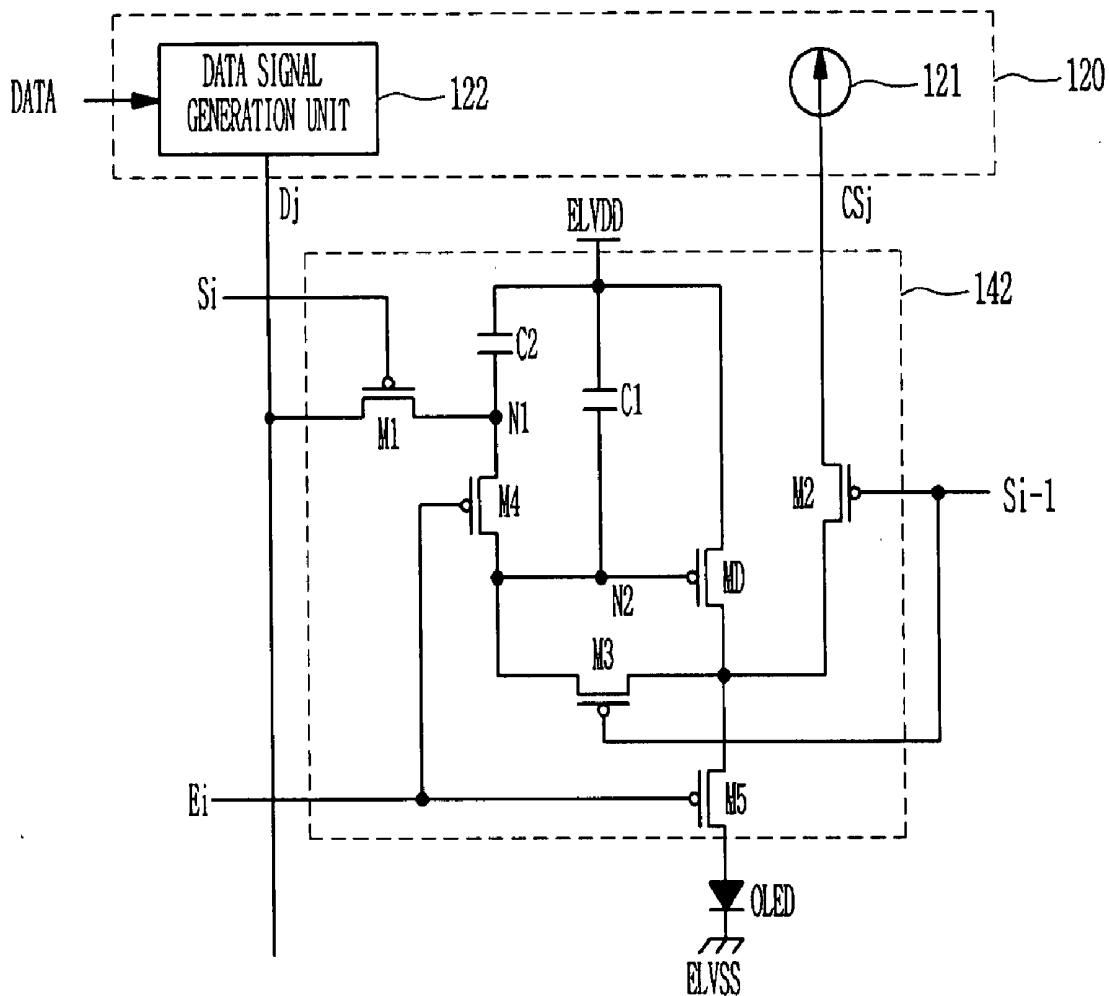 DATA SIGNAL
GENERATION UNIT
DATA
122
121
120
Dj
CSj
ELVDD
142
Si
C2
C1
N1
M1
M4
M2
Si-1
MD
N2
M3
Ei
M5
OLED
ELVSS